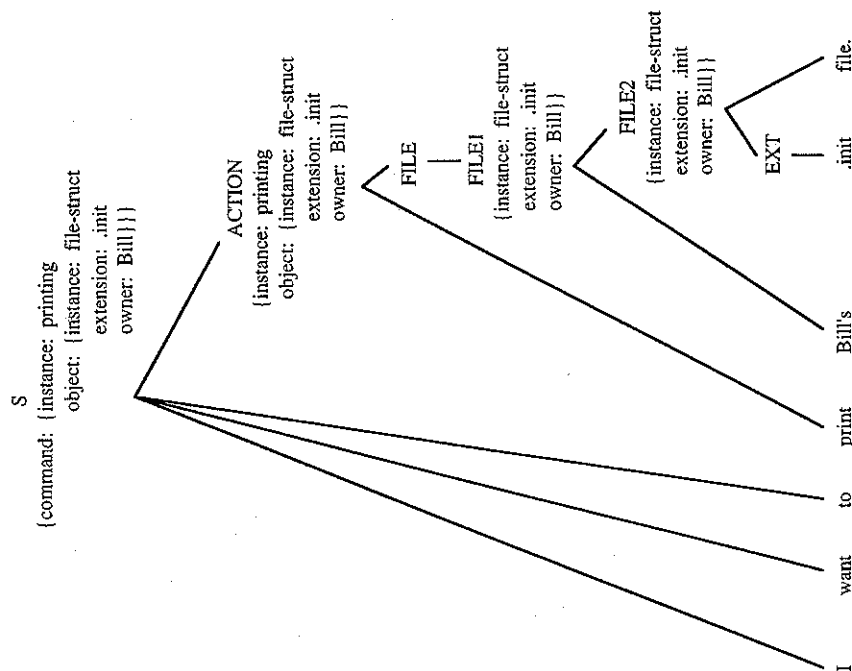 S
{command: {instance: printing
object: {instance: file-struct
extension: .init
owner: Bill}}}
ACTION
{instance: printing
object: {instance: file-struct
extension: .init
owner: Bill}}
FILE
FILE1
{instance: file-struct
extension: .init
owner: Bill}}
FILE2
{instance: file-struct
extension: .init
owner: Bill}}
EXT
I want to print Bill's .init file.